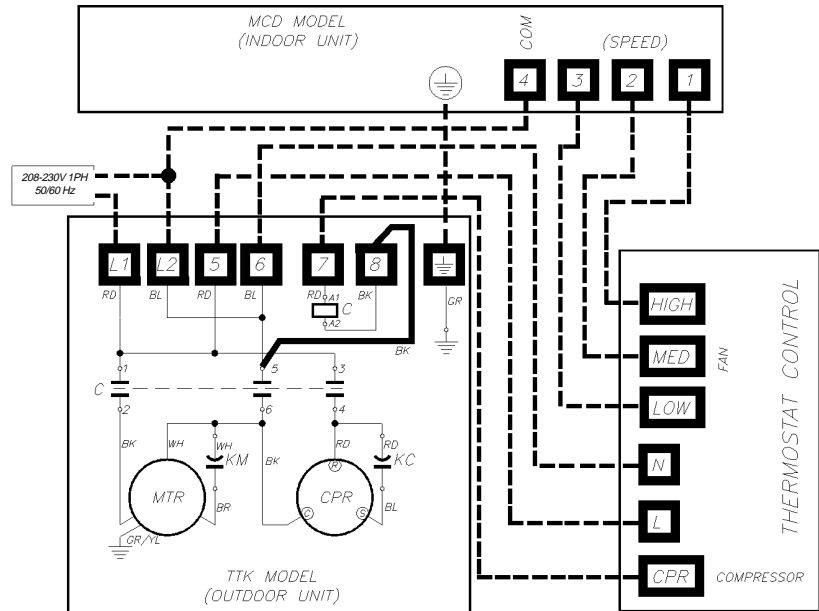 MCD MODEL
(INDOOR UNIT)
COM
(SPEED)
4
3
2
1
208-230V 1PH
50/60 Hz
L1
L2
5
6
7
8
RD
BL
RD
BL
RD
A1
BK
C
A2
GR
BK
1
5
3
C
2
6
4
BK
WH
WH
KM
BK
RD
RD
KC
R
MTR
BR
CPR
BL
C
S
GR/YL
TTK MODEL
(OUTDOOR UNIT)
HIGH
MED
LOW
FAN
N
L
CPR
COMPRESSOR
THERMOSTAT CONTROL